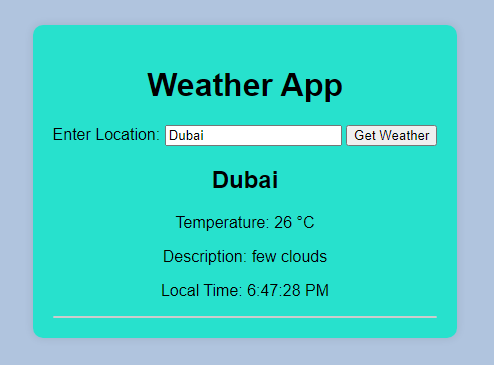 Weather App
Enter Location: Dubai Get Weather
Dubai
Temperature: 26 °C
Description: few clouds
Local Time: 6:47:28 PM